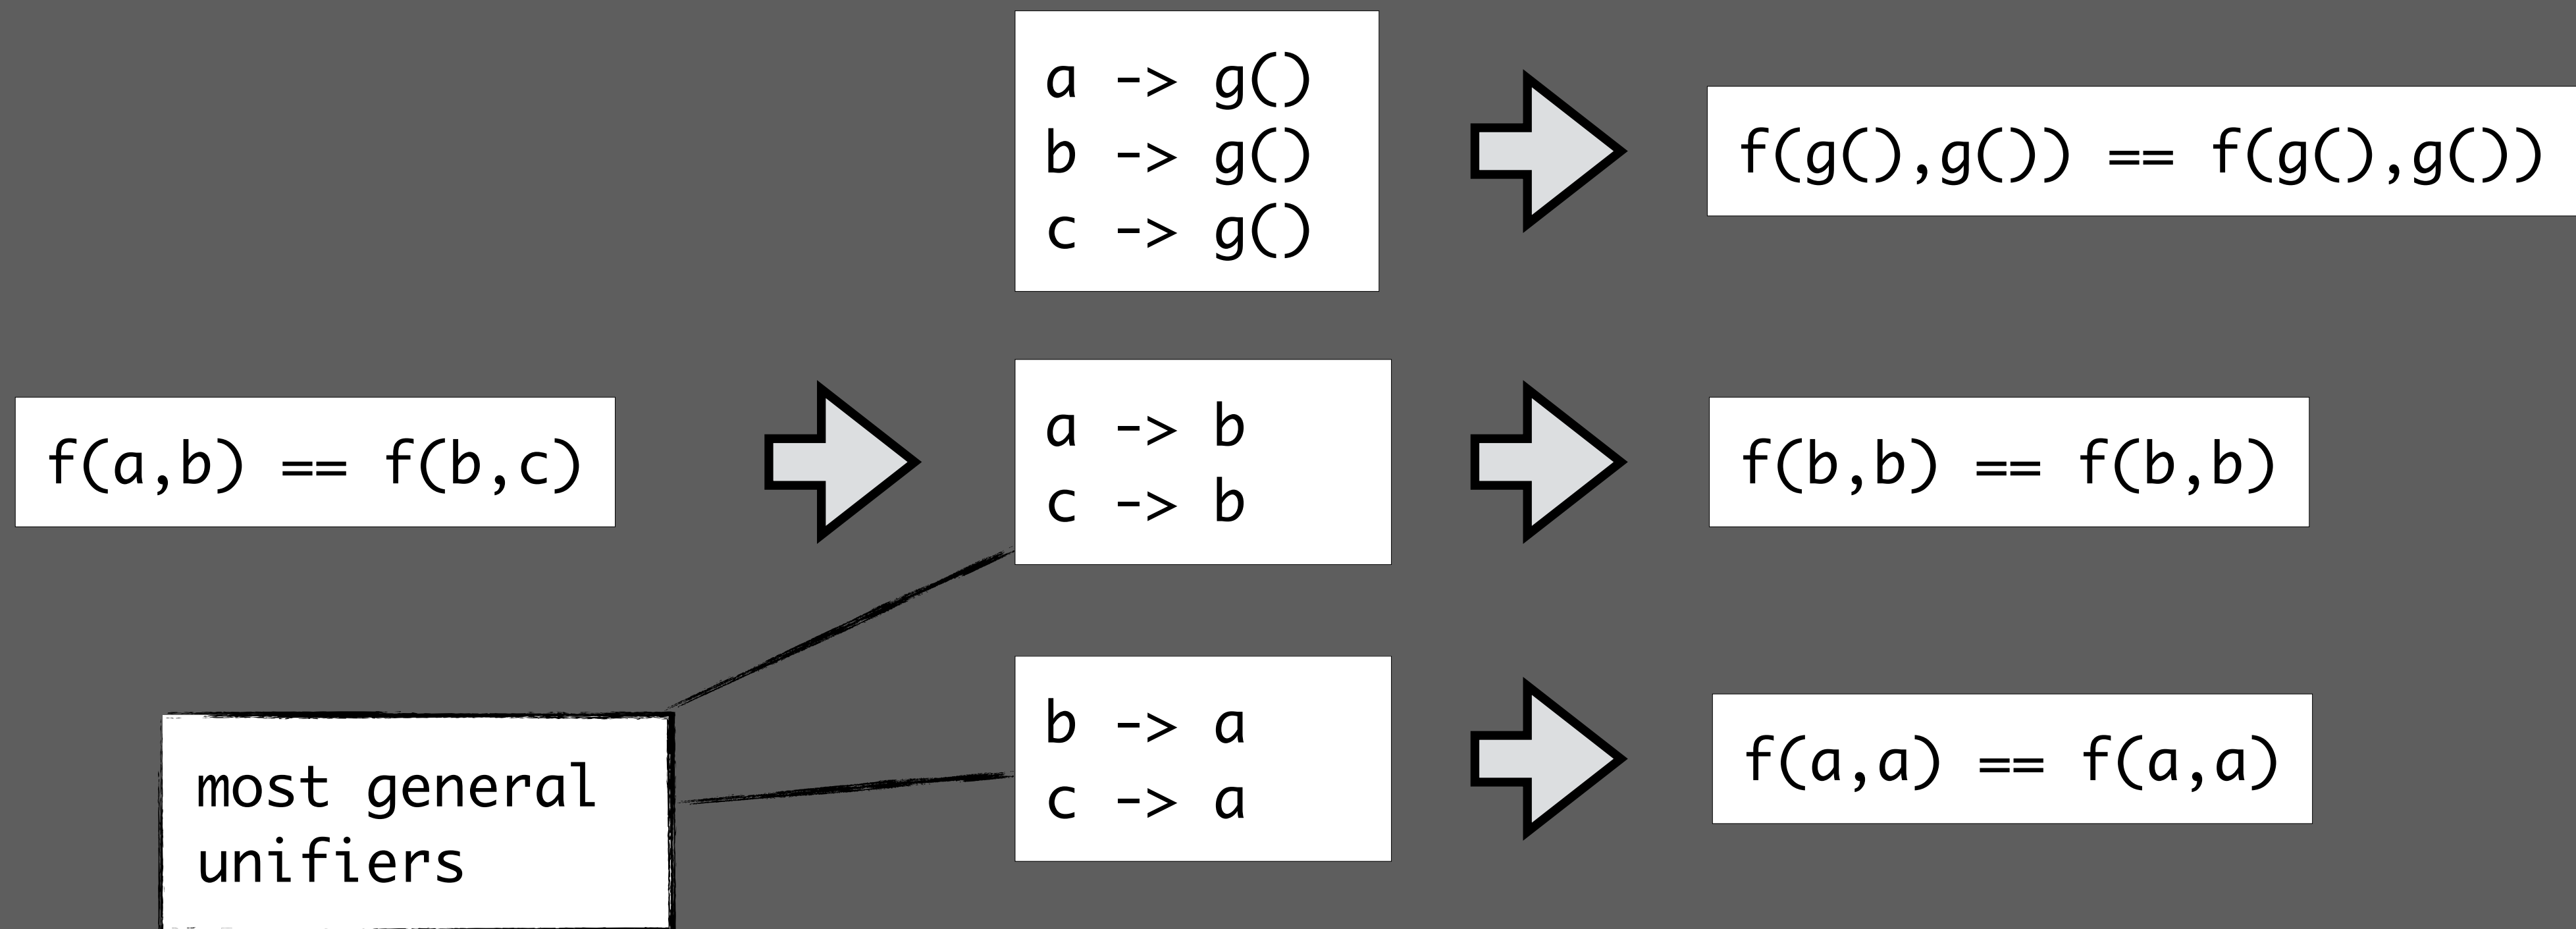 a -> g()
b -> g()
c -> g()
f(g(),g()) == f(g(),g())
f(a,b) == f(b,c)
a -> b
c -> b
f(b,b) == f(b,b)
most general
unifiers
b -> a
c -> a
f(a,a) == f(a,a)